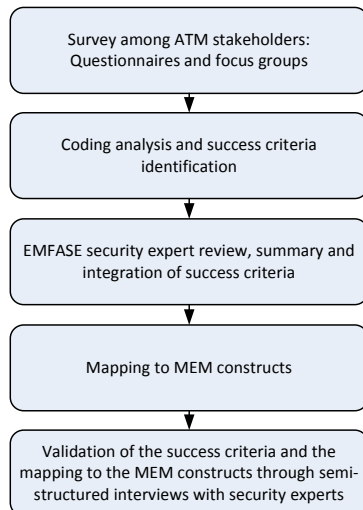 Survey among ATM stakeholders:
Questionnaires and focus groups
Coding analysis and success criteria
identification
EMFASE security expert review, summary and
integration of success criteria
Mapping to MEM constructs
Validation of the success criteria and the
mapping to the MEM constructs through semi-
structured interviews with security experts